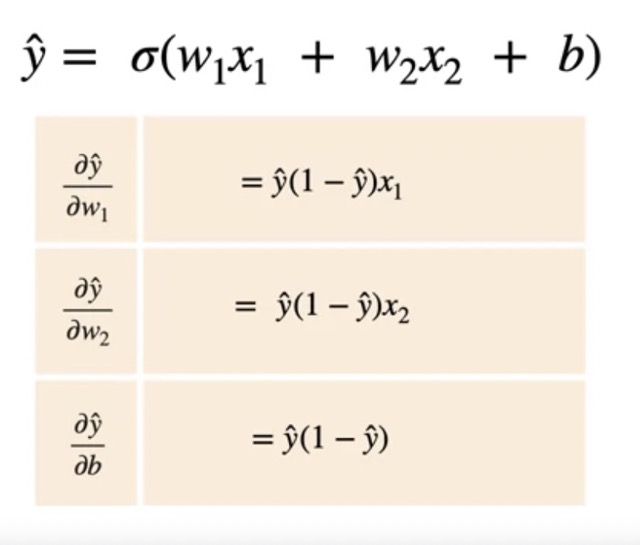 ŷ = σ(w₁x₁ + w₂x₂ + b)
∂ŷ/∂w₁ = ŷ(1 − ŷ)x₁
∂ŷ/∂w₂ = ŷ(1 − ŷ)x₂
∂ŷ/∂b = ŷ(1 − ŷ)